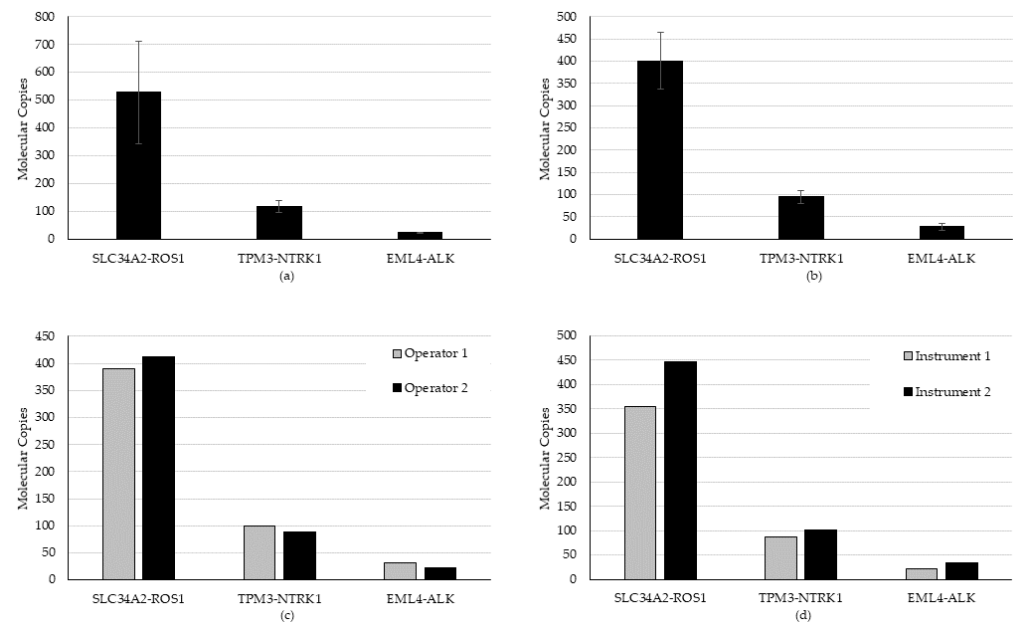 800
700
600
500
400
300
200
100
0
Molecular Copies
SLC34A2-ROS1 TPM3-NTRK1 EML4-ALK
(a)
500
450
400
350
300
250
200
150
100
50
0
Molecular Copies
SLC34A2-ROS1 TPM3-NTRK1 EML4-ALK
(b)
450
400
350
300
250
200
150
100
50
0
Molecular Copies
Operator 1
Operator 2
SLC34A2-ROS1 TPM3-NTRK1 EML4-ALK
(c)
500
450
400
350
300
250
200
150
100
50
0
Molecular Copies
Instrument 1
Instrument 2
SLC34A2-ROS1 TPM3-NTRK1 EML4-ALK
(d)